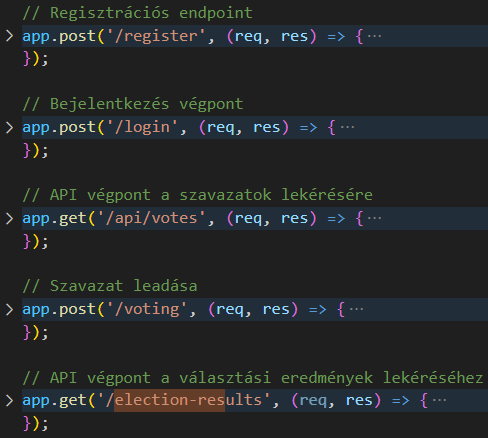 // Regisztrációs endpoint
app.post('/register', (req, res) => {…
});
// Bejelentkezés végpont
app.post('/login', (req, res) => {…
});
// API végpont a szavazatok lekérésére
app.get('/api/votes', (req, res) => {…
});
// Szavazat leadása
app.post('/voting', (req, res) => {…
});
// API végpont a választási eredmények lekéréséhez
app.get('/election-results', (req, res) => {…
});